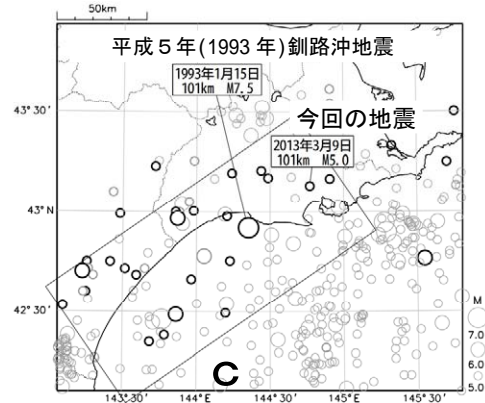 50km
平成５年(1993 年)釧路沖地震
1993年1月15日
101km M7.5
43°30′
今回の地震
2013年3月9日
101km M5.0
43°N
42°30′
M
7.0
6.0
5.0
C
143°30′
144°E
144°30′
145°E
145°30′